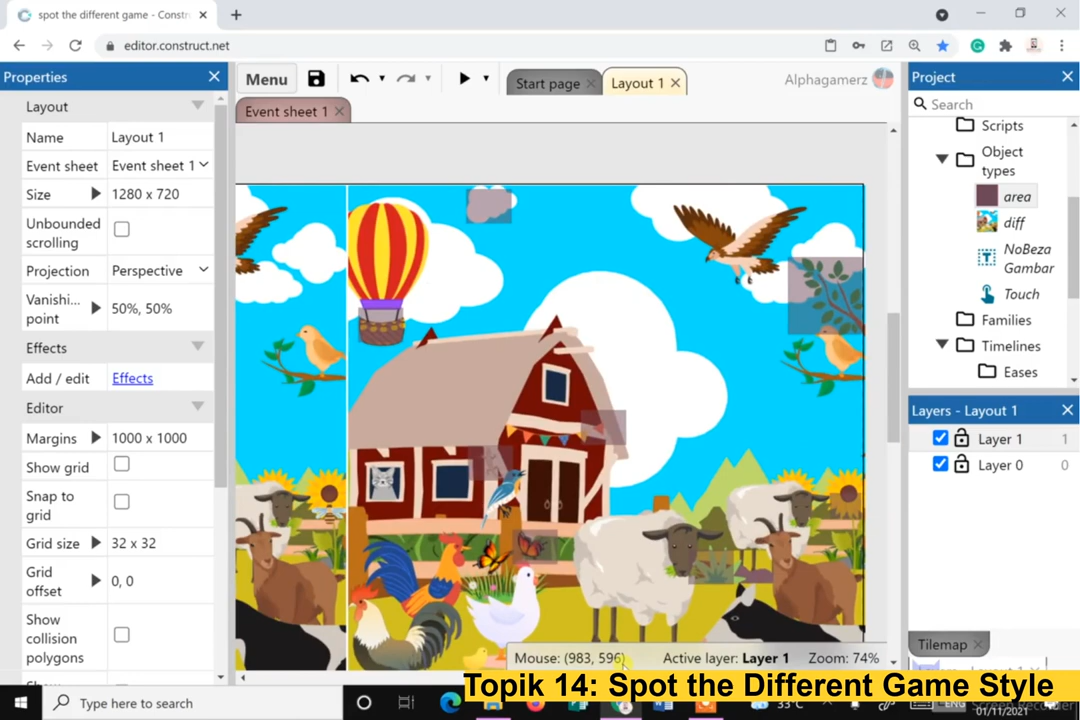 spot the different game - Constr
editor.construct.net
Properties
Menu
Start page
Layout 1
Alphagamerz
Project
Event sheet 1
Search
Layout
Name Layout 1
Event sheet Event sheet 1
Size 1280 x 720
Unbounded
scrolling
Projection Perspective
Vanishi...
point
50%, 50%
Effects
Add / edit Effects
Editor
Margins 1000 x 1000
Show grid
Snap to
grid
Grid size 32 x 32
Grid
offset
0, 0
Show
collision
polygons
Scripts
Object
types
area
diff
NoBeza
Gambar
Touch
Families
Timelines
Eases
Layers - Layout 1
Layer 1 1
Layer 0 0
Tilemap
Mouse: (983, 596) Active layer: Layer 1 Zoom: 74%
Topik 14: Spot the Different Game Style
Type here to search
33°C
ENG
01/11/2021